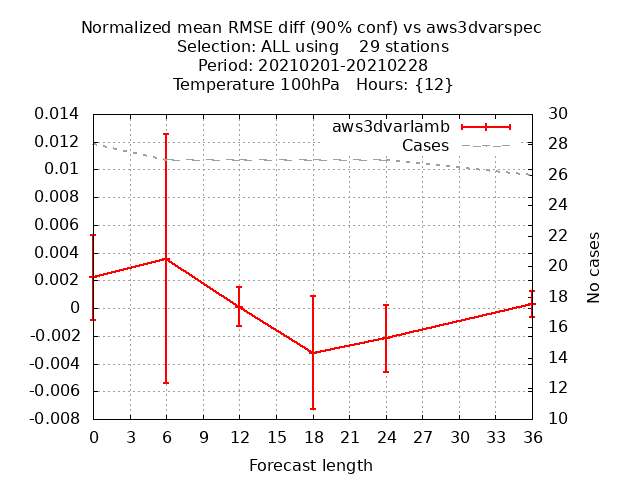 Normalized mean RMSE diff (90% conf) vs aws3dvarspec
Selection: ALL using    29 stations
Period: 20210201-20210228
Temperature 100hPa   Hours: {12}
aws3dvarlamb
Cases
0.014
0.012
0.01
0.008
0.006
0.004
0.002
0
-0.002
-0.004
-0.006
-0.008
30
28
26
24
22
20
18
16
14
12
10
No cases
0 3 6 9 12 15 18 21 24 27 30 33 36
Forecast length